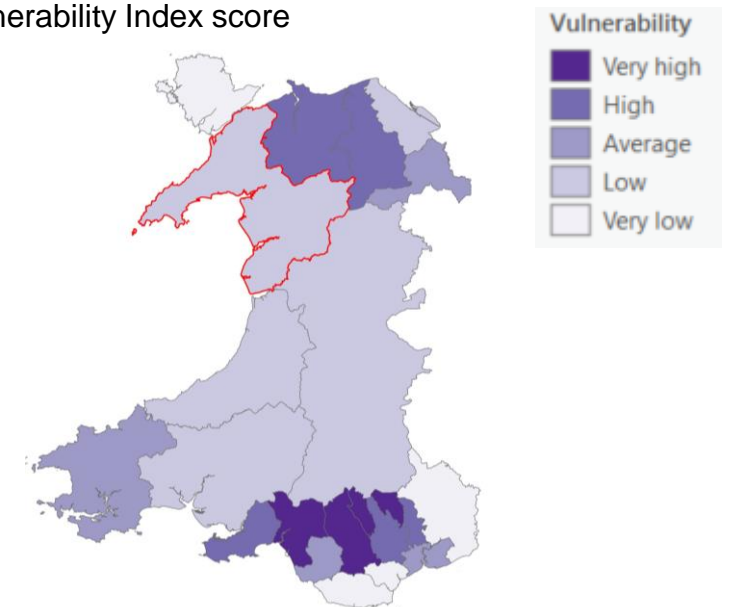 nerability Index score
Vulnerability
Very high
High
Average
Low
Very low